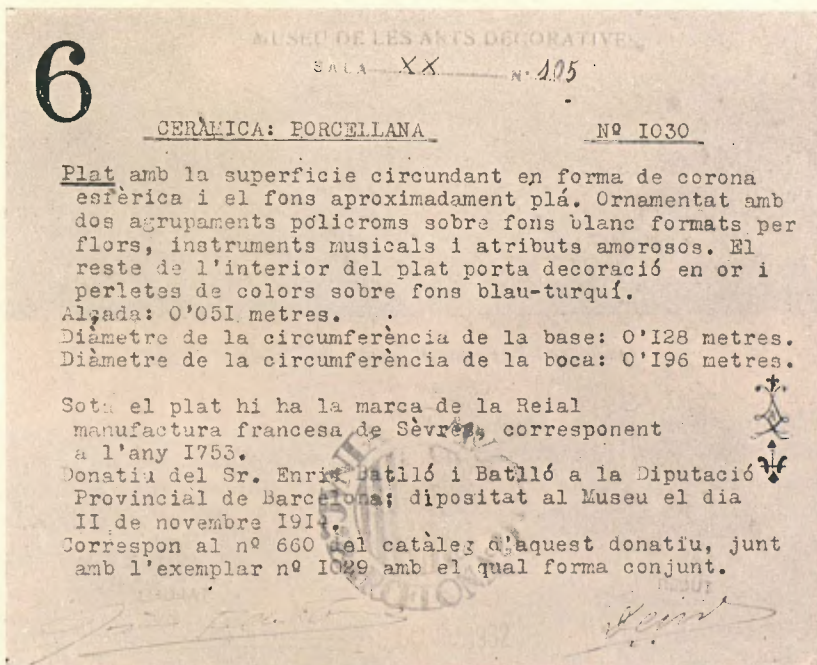 6
MUSEU DE LES ARTS DECORATIVES
SALA XX Nº 195
CERÀMICA: PORCELLANA Nº I030
Plat amb la superficie circundant en forma de corona
esfèrica i el fons aproximadament plá. Ornamentat amb
dos agrupaments policroms sobre fons blanc formats per
flors, instruments musicals i atributs amorosos. El
reste de l'interior del plat porta decoració en or i
perletes de colors sobre fons blau-turquí.
Alçada: 0'05I metres.
Diàmetre de la circumferència de la base: 0'I28 metres.
Diàmetre de la circumferència de la boca: 0'I96 metres.
Sota el plat hi ha la marca de la Reial
manufactura francesa de Sèvres, corresponent
a l'any I753.
Donatiu del Sr. Enric Batlló i Batlló a la Diputació
Provincial de Barcelona; dipositat al Museu el dia
II de novembre
Correspon al nº 660 del catàleg d'aquest donatiu, junt
amb l'exemplar nº I029 amb el qual forma conjunt.